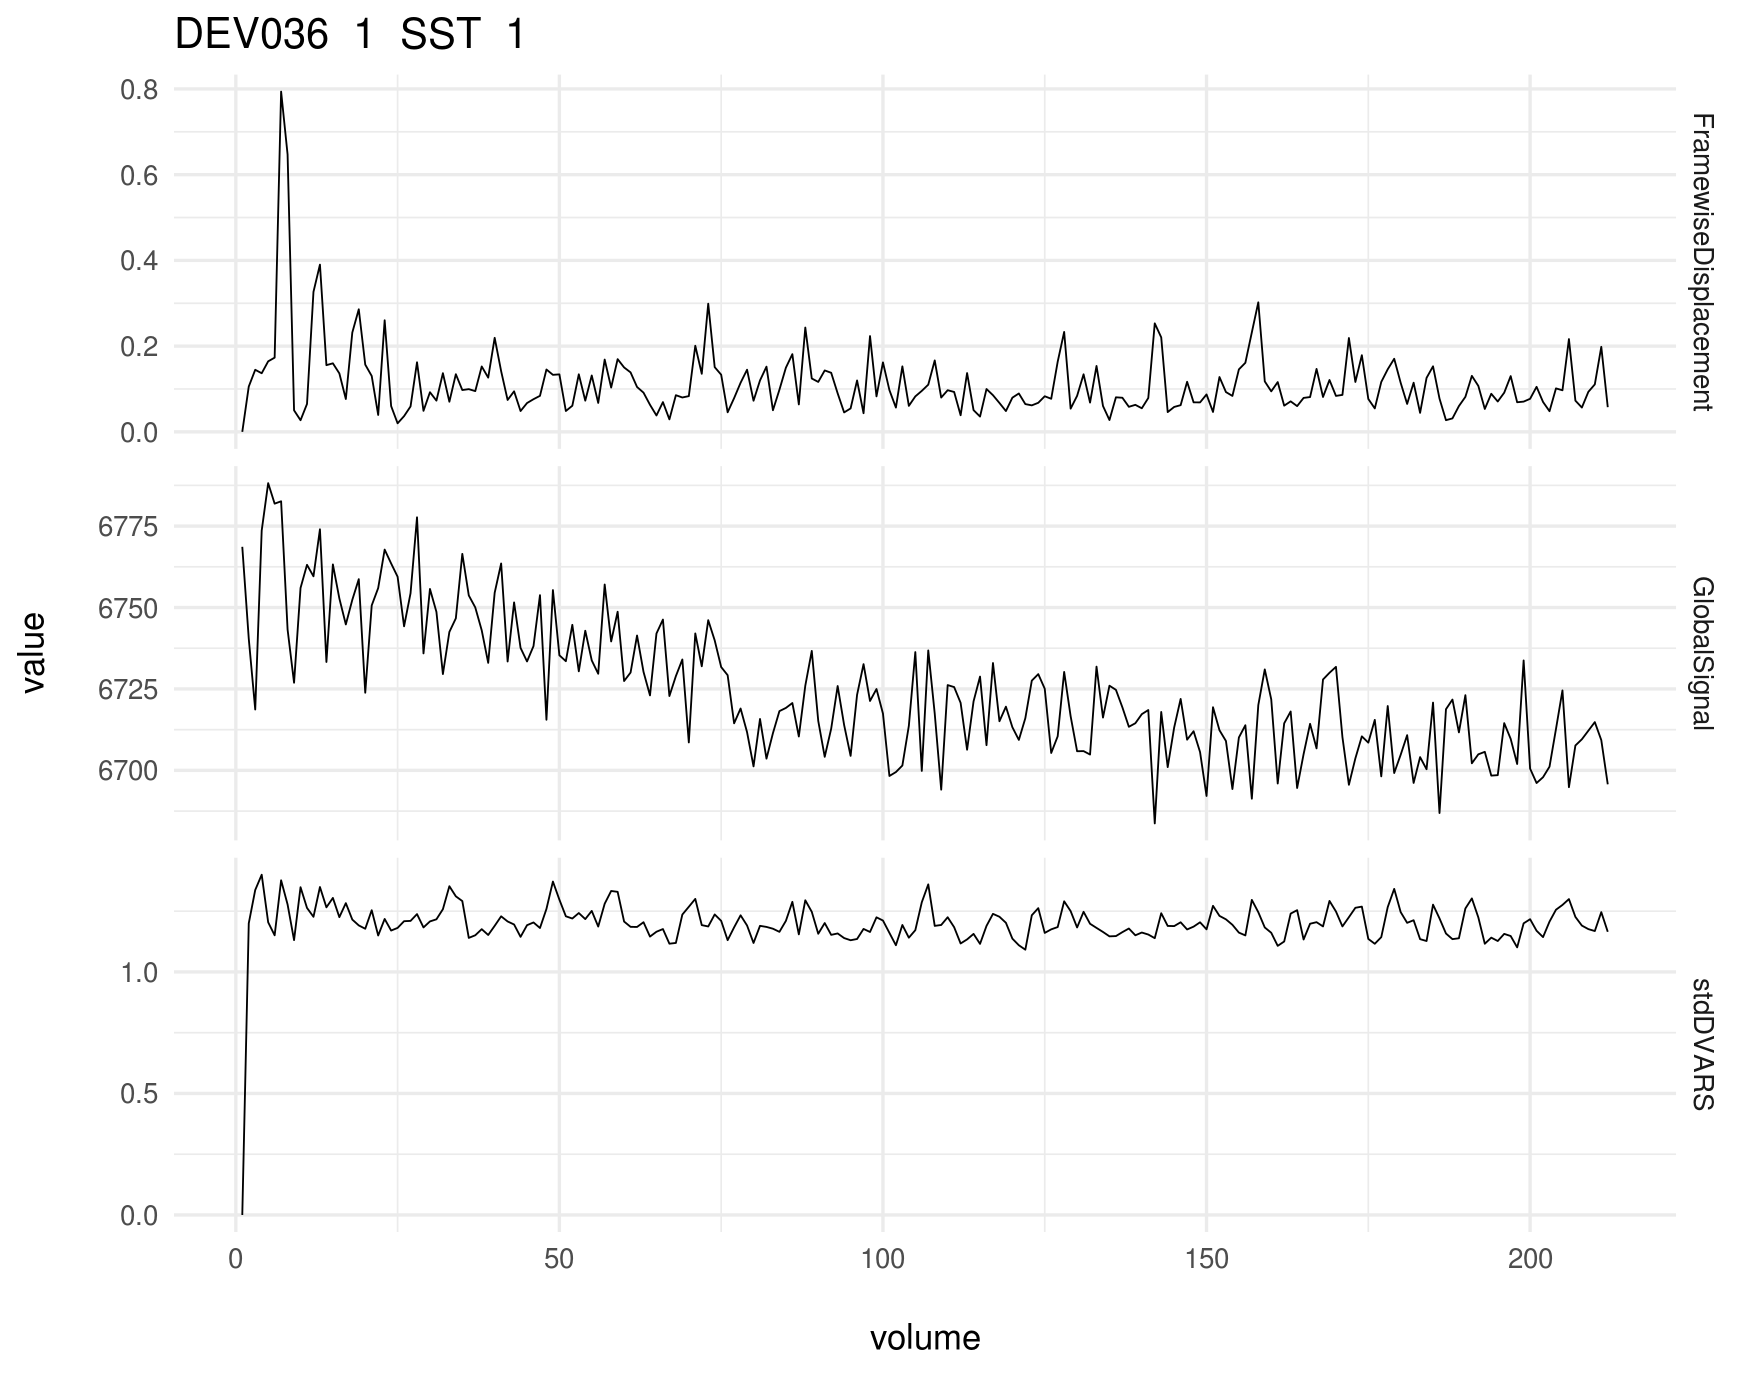 DEV036 1 SST 1
0.8
0.6
0.4
0.2
0.0
FramewiseDisplacement
6775
6750
6725
6700
GlobalSignal
1.0
0.5
0.0
stdDVARS
value
0 50 100 150 200
volume